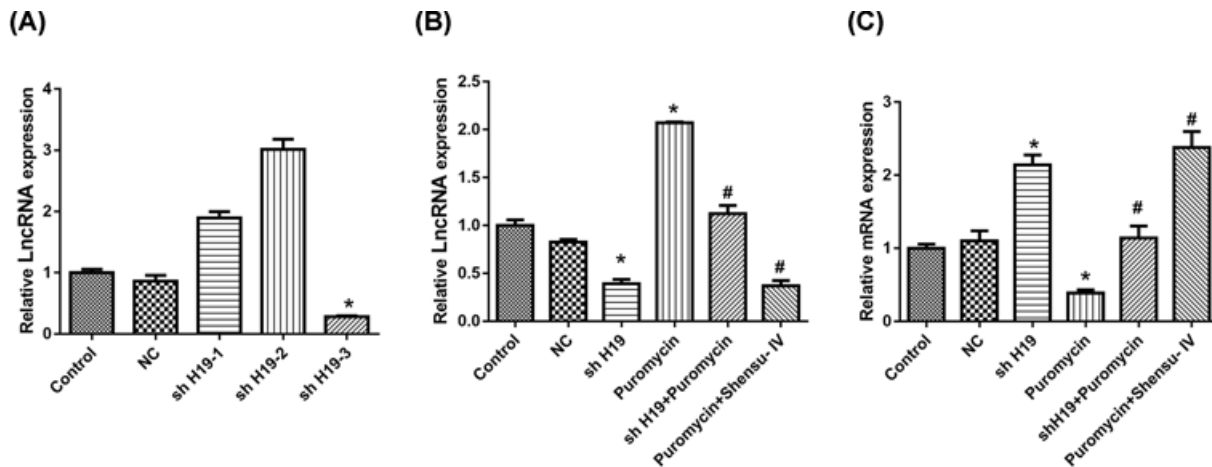 (A)
Relative LncRNA expression
4
3
2
1
0
*
Control
NC
sh H19-1
sh H19-2
sh H19-3
(B)
Relative LncRNA expression
2.5
2.0
1.5
1.0
0.5
0.0
*
*
#
#
Control
NC
sh H19
Puromycin
sh H19+Puromycin
Puromycin+Shensu- IV
(C)
Relative mRNA expression
3
2
1
0
*
*
#
#
Control
NC
sh H19
Puromycin
shH19+Puromycin
Puromycin+Shensu- IV